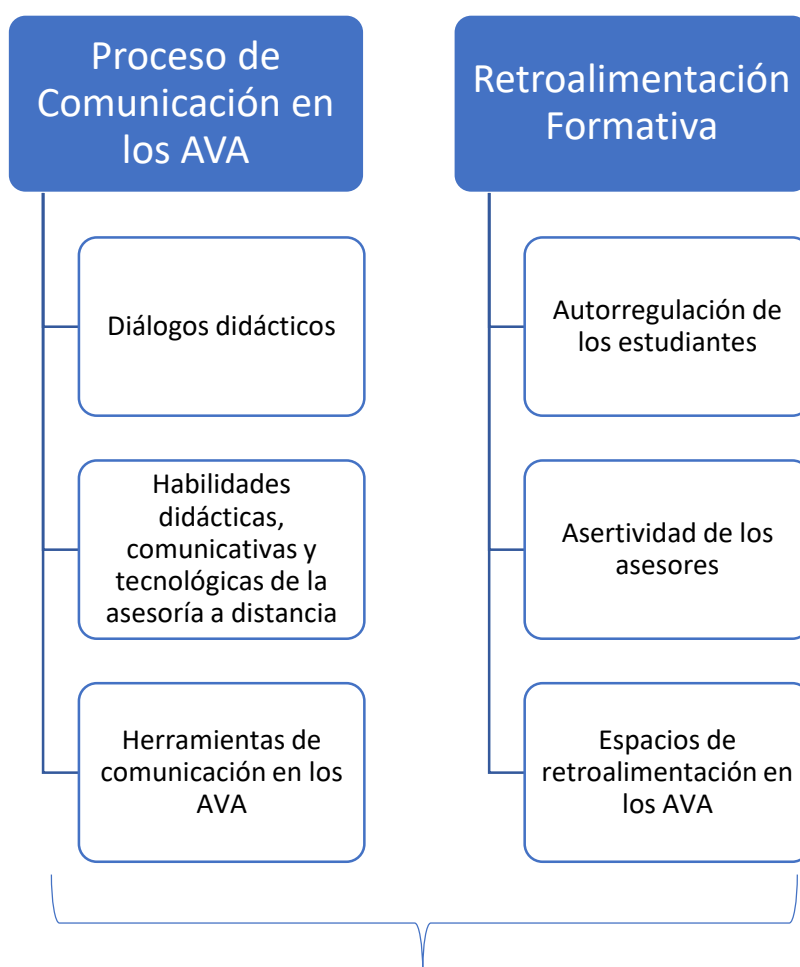 Proceso de
Comunicación en
los AVA
Diálogos didácticos
Habilidades
didácticas,
comunicativas y
tecnológicas de la
asesoría a distancia
Herramientas de
comunicación en los
AVA
Retroalimentación
Formativa
Autorregulación de
los estudiantes
Asertividad de los
asesores
Espacios de
retroalimentación en
los AVA